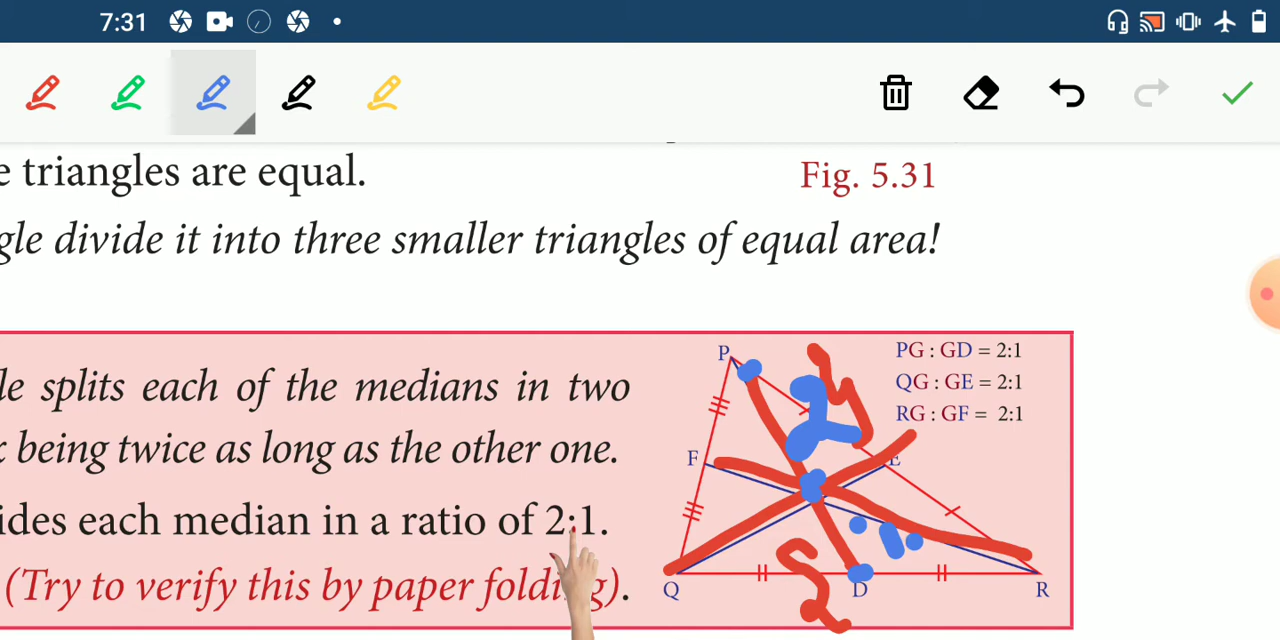 7:31
e triangles are equal.
Fig. 5.31
gle divide it into three smaller triangles of equal area!
le splits each of the medians in two
being twice as long as the other one.
ides each median in a ratio of 2:1.
(Try to verify this by paper folding).
P
F
E
Q
D
R
PG : GD = 2:1
QG : GE = 2:1
RG : GF = 2:1